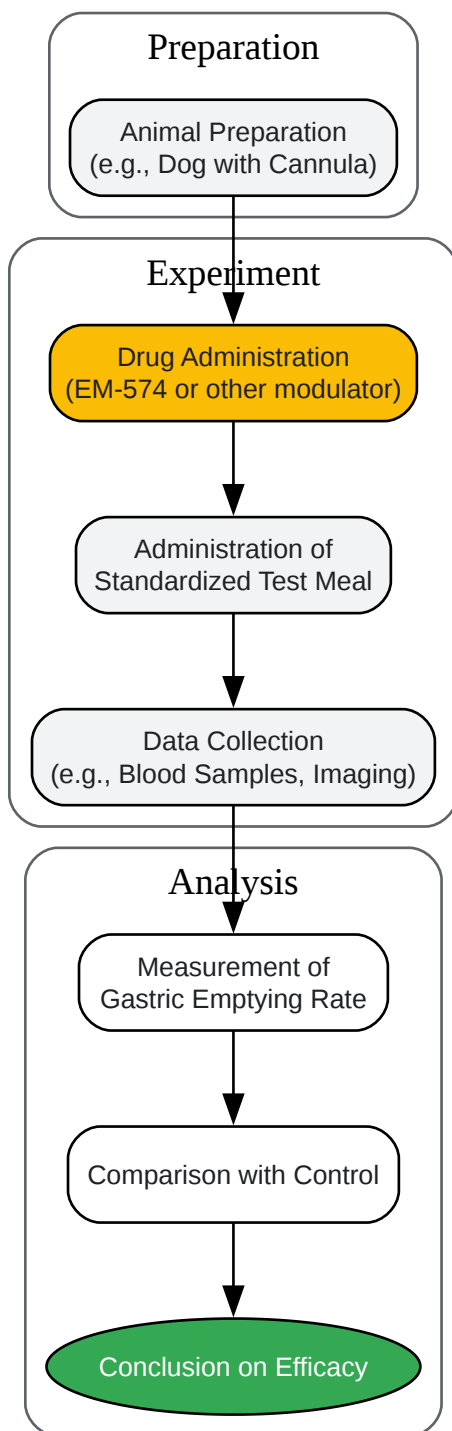 Preparation
Animal Preparation
(e.g., Dog with Cannula)
Experiment
Drug Administration
(EM-574 or other modulator)
Administration of
Standardized Test Meal
Data Collection
(e.g., Blood Samples, Imaging)
Analysis
Measurement of
Gastric Emptying Rate
Comparison with Control
Conclusion on Efficacy